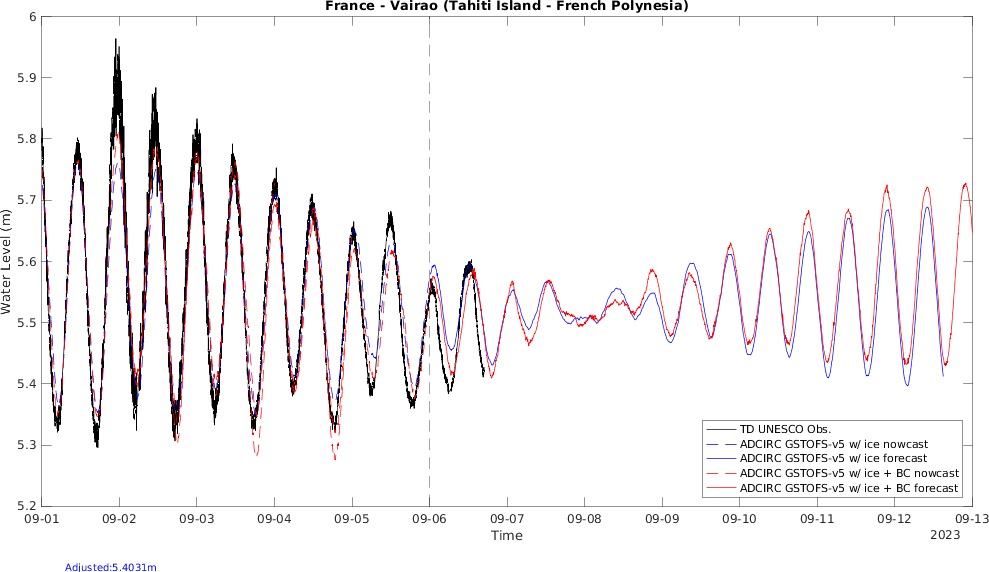 France - Vairao (Tahiti Island - French Polynesia)
6
5.9
5.8
5.7
5.6
5.5
5.4
5.3
5.2
Water Level (m)
TD UNESCO Obs.
ADCIRC GSTOFS-v5 w/ ice nowcast
ADCIRC GSTOFS-v5 w/ ice forecast
ADCIRC GSTOFS-v5 w/ ice + BC nowcast
ADCIRC GSTOFS-v5 w/ ice + BC forecast
09-01 09-02 09-03 09-04 09-05 09-06 09-07 09-08 09-09 09-10 09-11 09-12 09-13
Time
2023
Adjusted:5.4031m